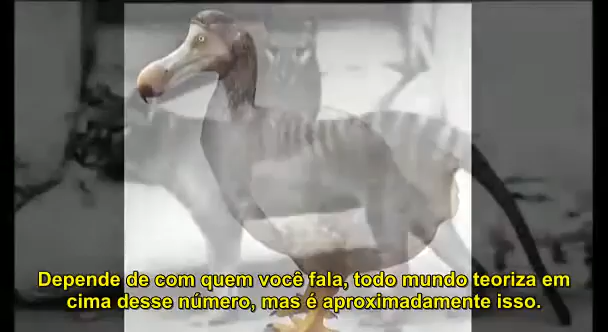 Depende de com quem você fala, todo mundo teoriza em
cima desse número, mas é aproximadamente isso.